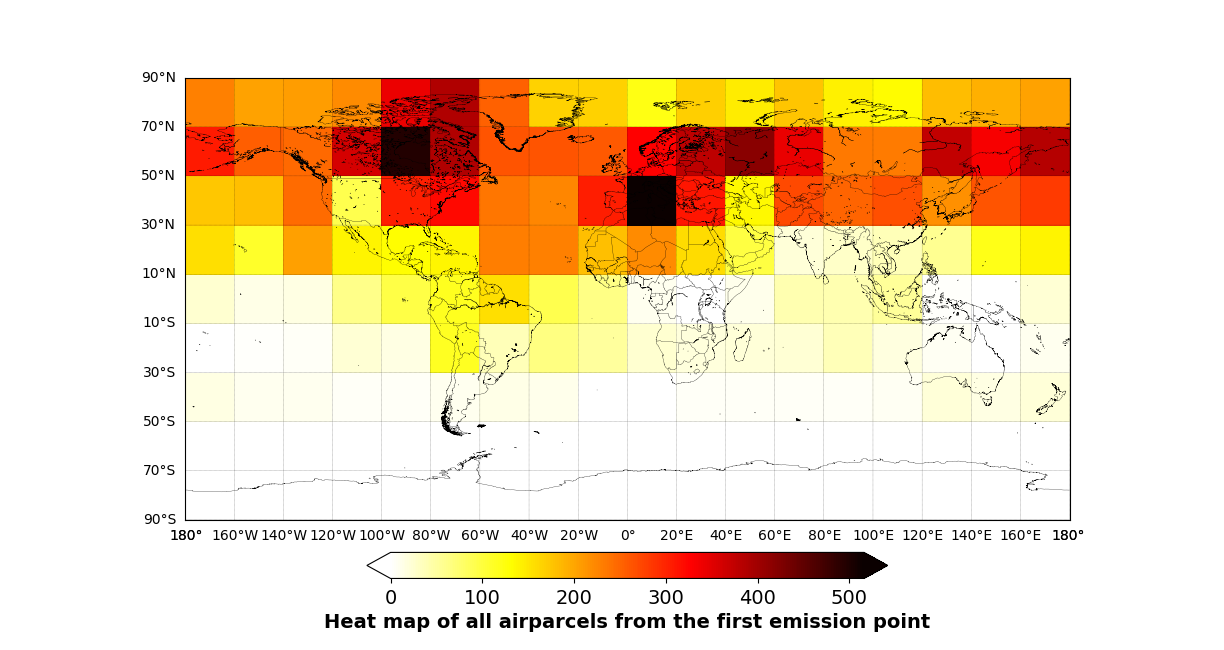 90°N
70°N
50°N
30°N
10°N
10°S
30°S
50°S
70°S
90°S
180° 160°W 140°W 120°W 100°W 80°W 60°W 40°W 20°W 0° 20°E 40°E 60°E 80°E 100°E 120°E 140°E 160°E 180°
0 100 200 300 400 500
Heat map of all airparcels from the first emission point